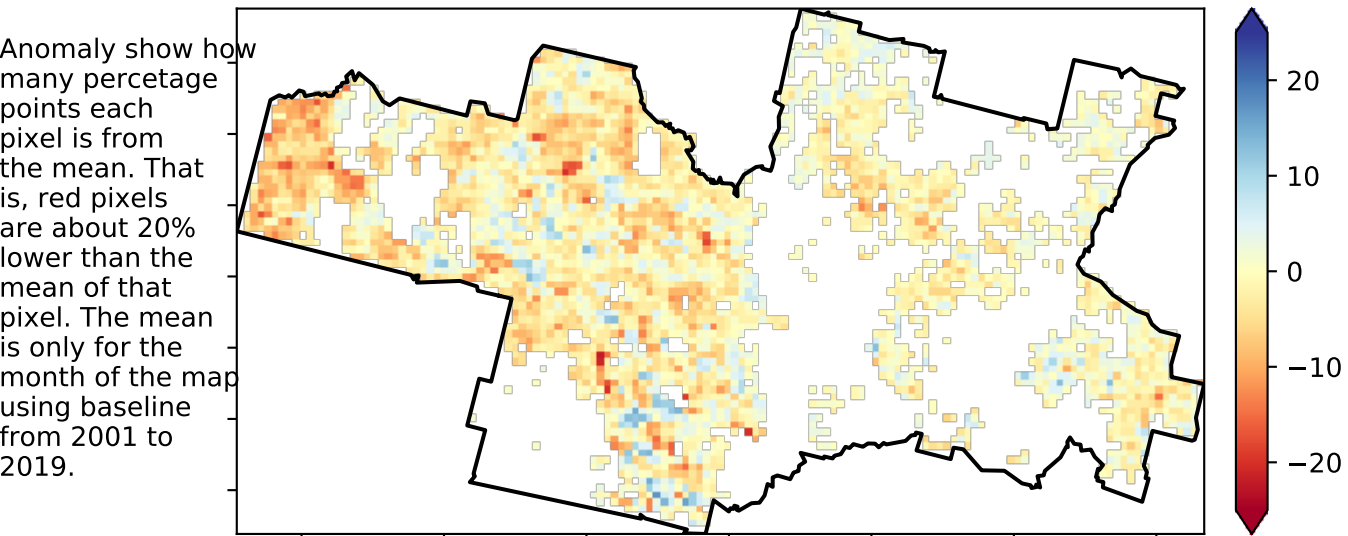 Anomaly show how
many percetage
points each
pixel is from
the mean. That
is, red pixels
are about 20%
lower than the
mean of that
pixel. The mean
is only for the
month of the map
using baseline
from 2001 to
2019.
20
10
0
−10
−20